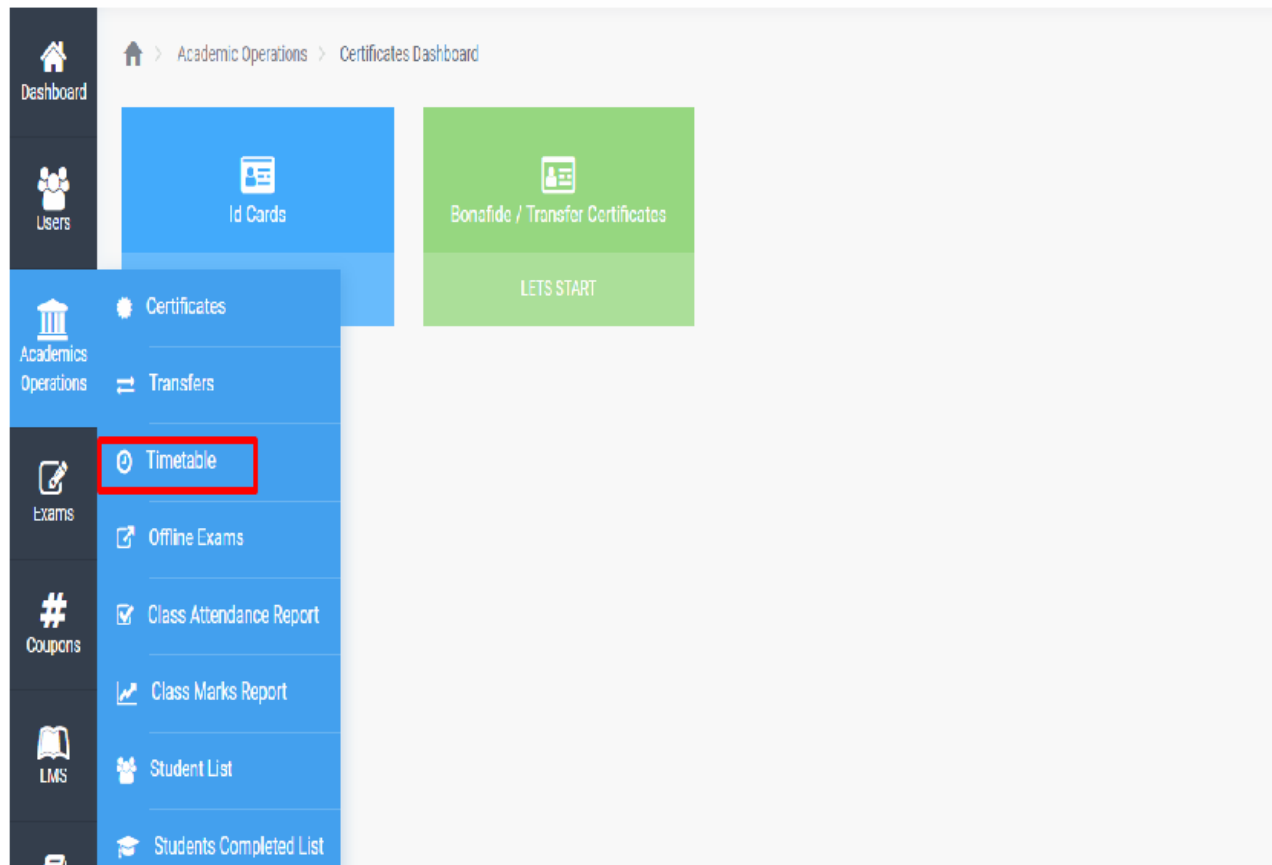 Dashboard
Users
Academics
Operations
Exams
Coupons
LMS
Academic Operations > Certificates Dashboard
Id Cards
Bonafide / Transfer Certificates
LETS START
Certificates
Transfers
Timetable
Offline Exams
Class Attendance Report
Class Marks Report
Student List
Students Completed List